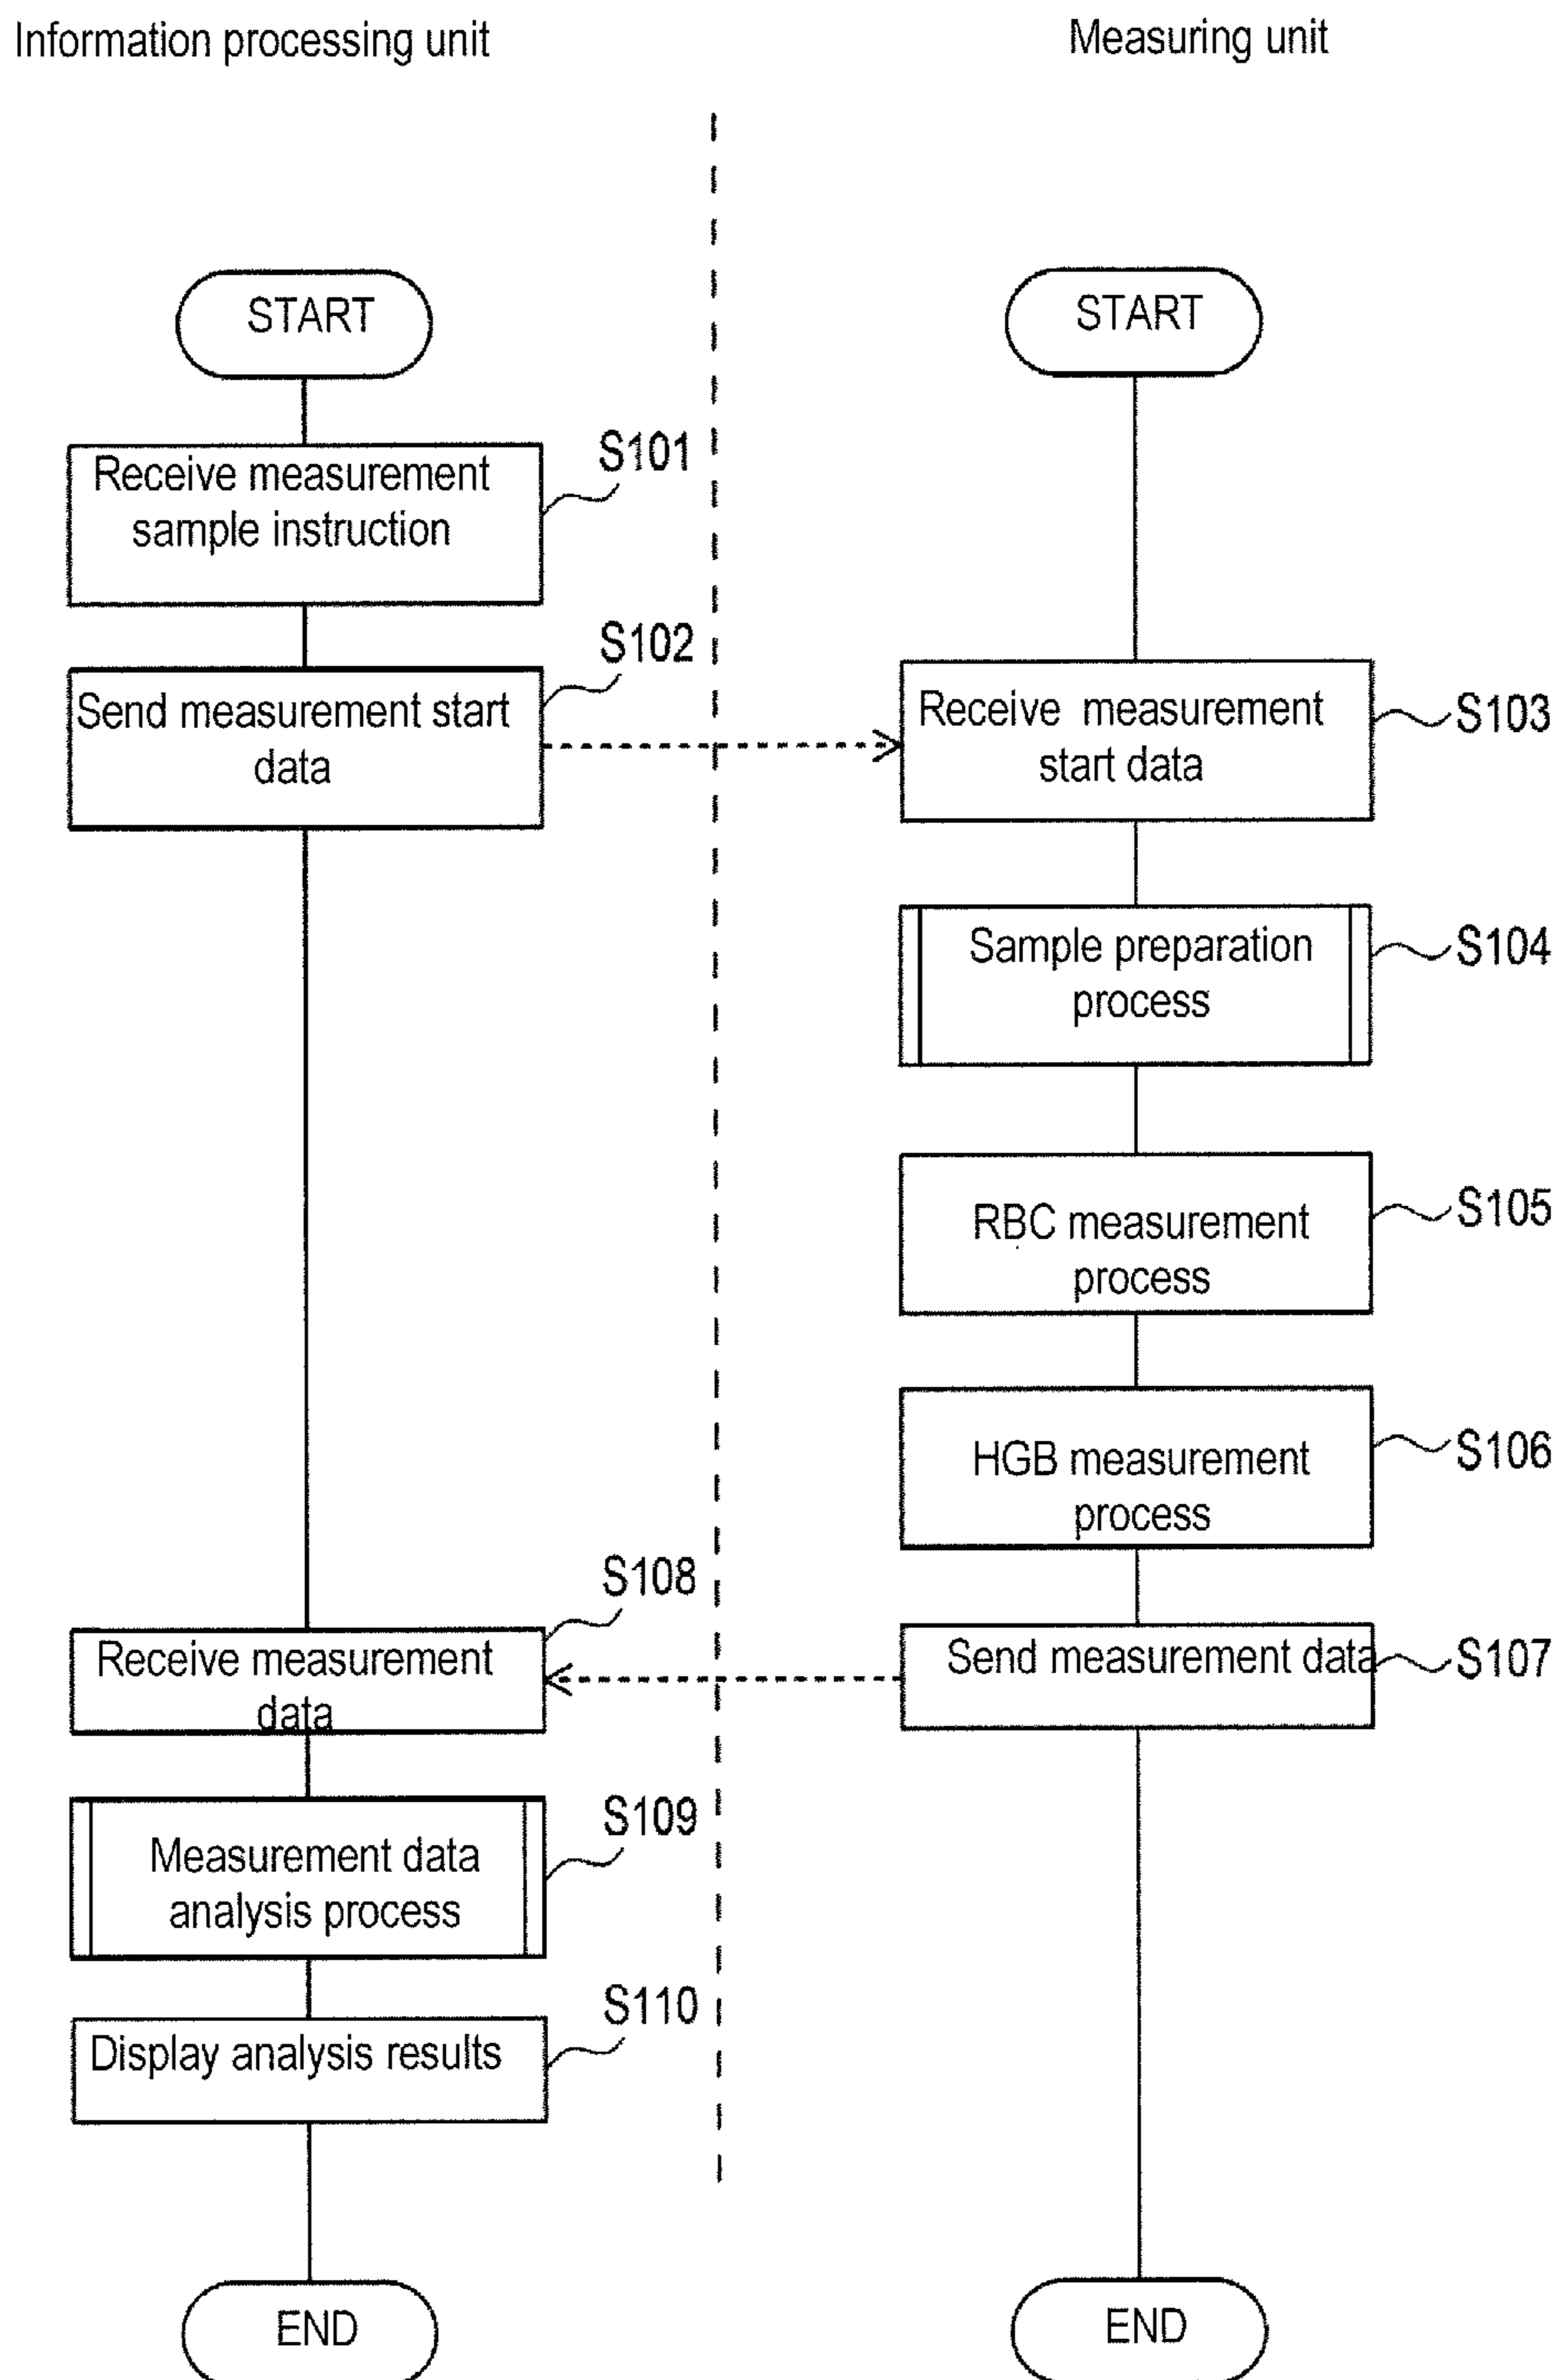 Information processing unit
Measuring unit
START
START
S101
Receive measurement
sample instruction
S102
Send measurement start
data
Receive measurement
start data
S103
Sample preparation
process
S104
RBC measurement
process
S105
HGB measurement
process
S106
S108
Receive measurement
data
Send measurement data
S107
S109
Measurement data
analysis process
S110
Display analysis results
END
END